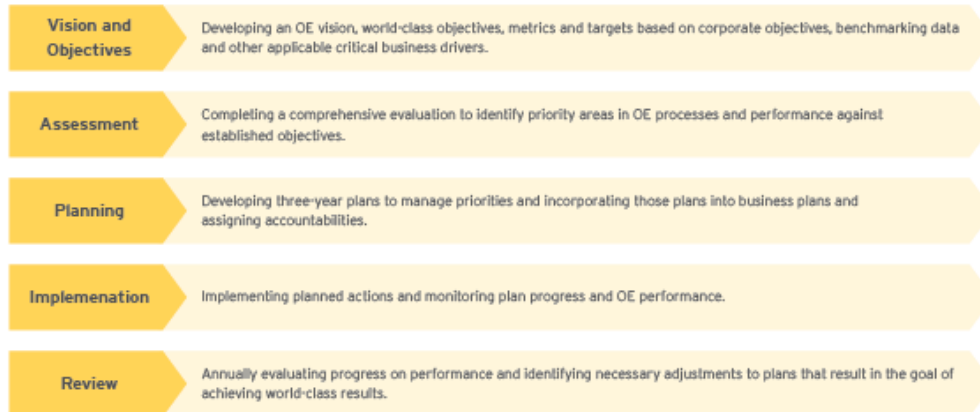 Vision and
Objectives
Developing an OE vision, world-class objectives, metrics and targets based on corporate objectives, benchmarking data
and other applicable critical business drivers.
Assessment
Completing a comprehensive evaluation to identify priority areas in OE processes and performance against
established objectives.
Planning
Developing three-year plans to manage priorities and incorporating those plans into business plans and
assigning accountabilities.
Implemenation
Implementing planned actions and monitoring plan progress and OE performance.
Review
Annually evaluating progress on performance and identifying necessary adjustments to plans that result in the goal of
achieving world-class results.